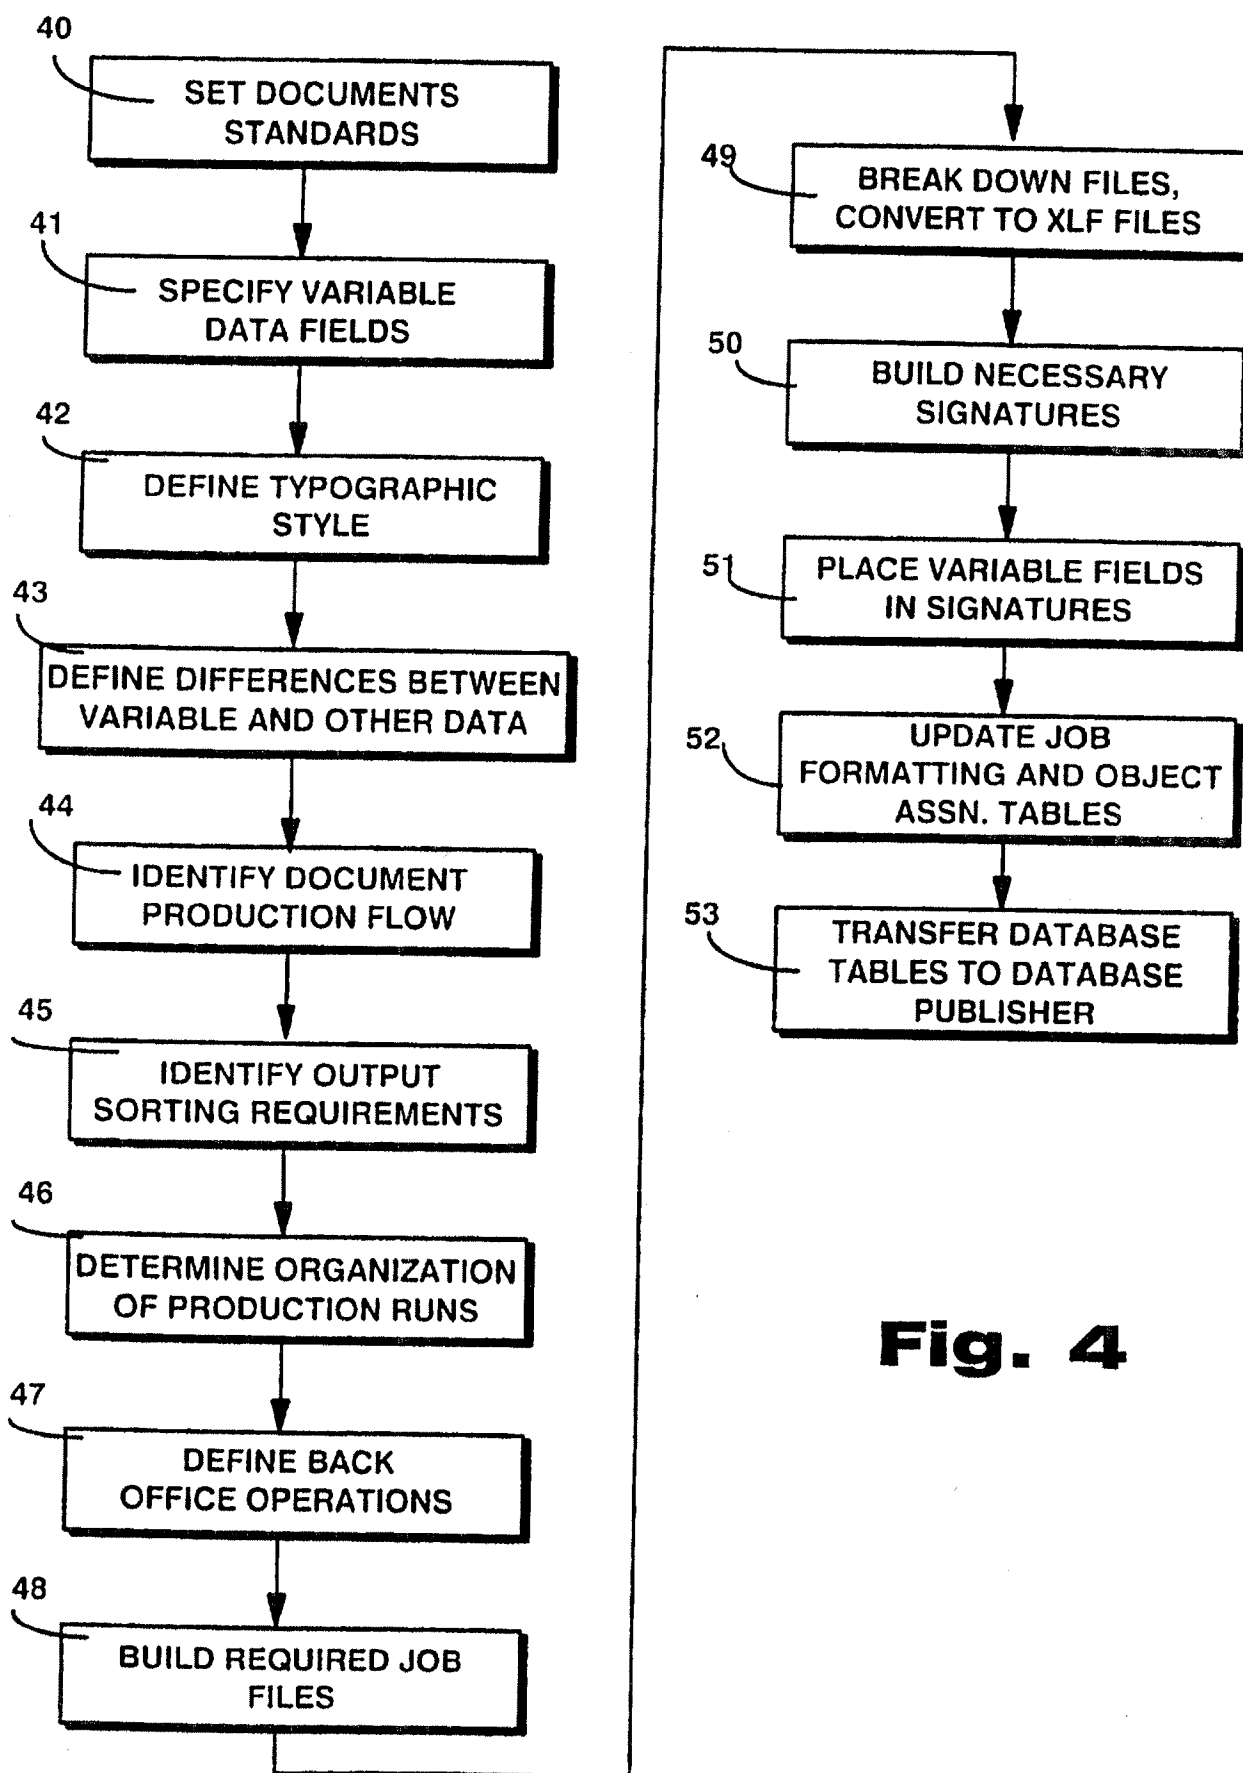 40
SET DOCUMENTS
STANDARDS
41
SPECIFY VARIABLE
DATA FIELDS
42
DEFINE TYPOGRAPHIC
STYLE
43
DEFINE DIFFERENCES BETWEEN
VARIABLE AND OTHER DATA
44
IDENTIFY DOCUMENT
PRODUCTION FLOW
45
IDENTIFY OUTPUT
SORTING REQUIREMENTS
46
DETERMINE ORGANIZATION
OF PRODUCTION RUNS
47
DEFINE BACK
OFFICE OPERATIONS
48
BUILD REQUIRED JOB
FILES
49
BREAK DOWN FILES,
CONVERT TO XLF FILES
50
BUILD NECESSARY
SIGNATURES
51
PLACE VARIABLE FIELDS
IN SIGNATURES
52
UPDATE JOB
FORMATTING AND OBJECT
ASSN. TABLES
53
TRANSFER DATABASE
TABLES TO DATABASE
PUBLISHER
Fig. 4